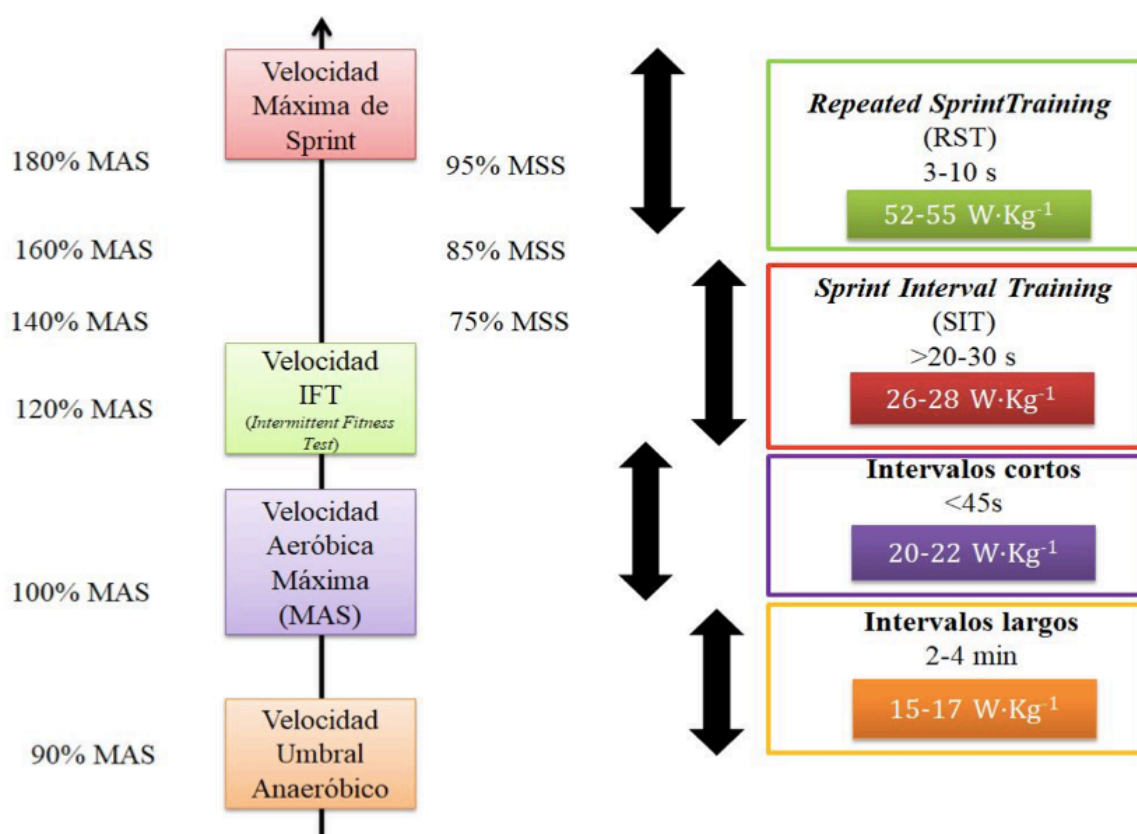 Velocidad
Máxima de
Sprint
180% MAS
95% MSS
160% MAS
85% MSS
140% MAS
75% MSS
Velocidad
IFT
(Intermittent Fitness
Test)
120% MAS
Velocidad
Aeróbica
Máxima
(MAS)
100% MAS
Velocidad
Umbral
Anaeróbico
90% MAS
Repeated SprintTraining
(RST)
3-10 s
52-55 W·Kg⁻¹
Sprint Interval Training
(SIT)
>20-30 s
26-28 W·Kg⁻¹
Intervalos cortos
<45s
20-22 W·Kg⁻¹
Intervalos largos
2-4 min
15-17 W·Kg⁻¹